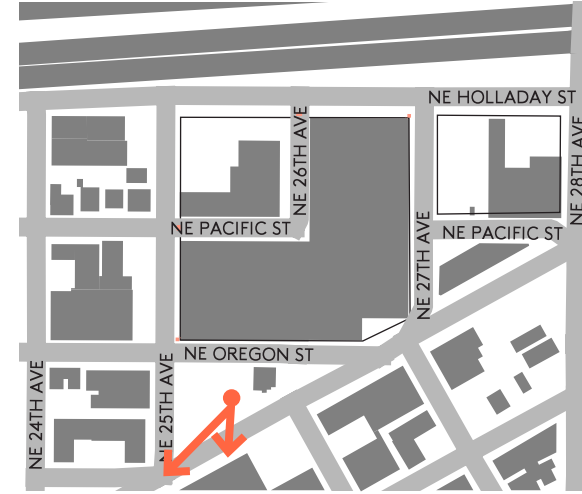 NE HOLLADAY ST
NE 26TH AVE
NE 28TH AVE
NE PACIFIC ST
NE PACIFIC ST
NE 27TH AVE
NE OREGON ST
NE 24TH AVE
NE 25TH AVE